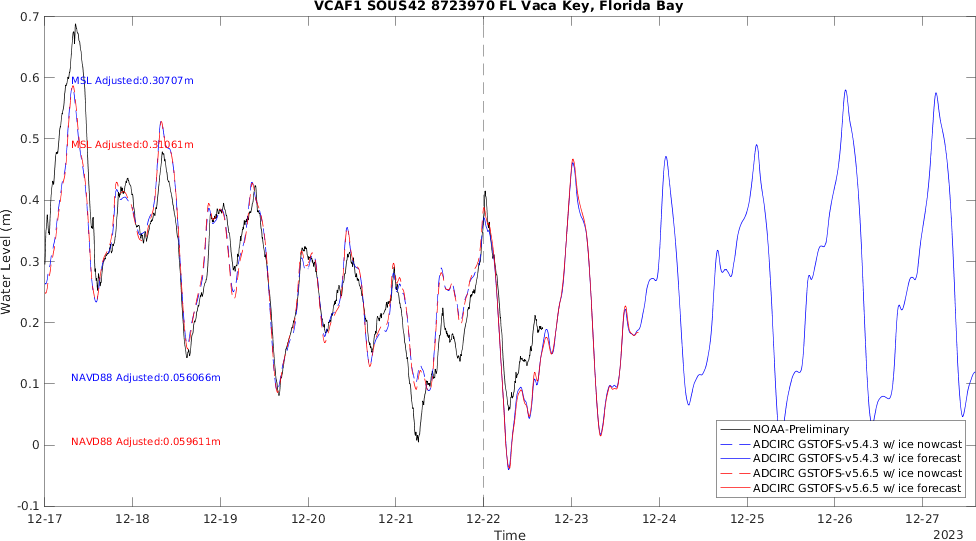 VCAF1 SOUS42 8723970 FL Vaca Key, Florida Bay
0.7
0.6
0.5
0.4
0.3
0.2
0.1
0
-0.1
Water Level (m)
MSL Adjusted:0.30707m
MSL Adjusted:0.31061m
NAVD88 Adjusted:0.056066m
NAVD88 Adjusted:0.059611m
NOAA-Preliminary
ADCIRC GSTOFS-v5.4.3 w/ ice nowcast
ADCIRC GSTOFS-v5.4.3 w/ ice forecast
ADCIRC GSTOFS-v5.6.5 w/ ice nowcast
ADCIRC GSTOFS-v5.6.5 w/ ice forecast
12-17 12-18 12-19 12-20 12-21 12-22 12-23 12-24 12-25 12-26 12-27
Time
2023